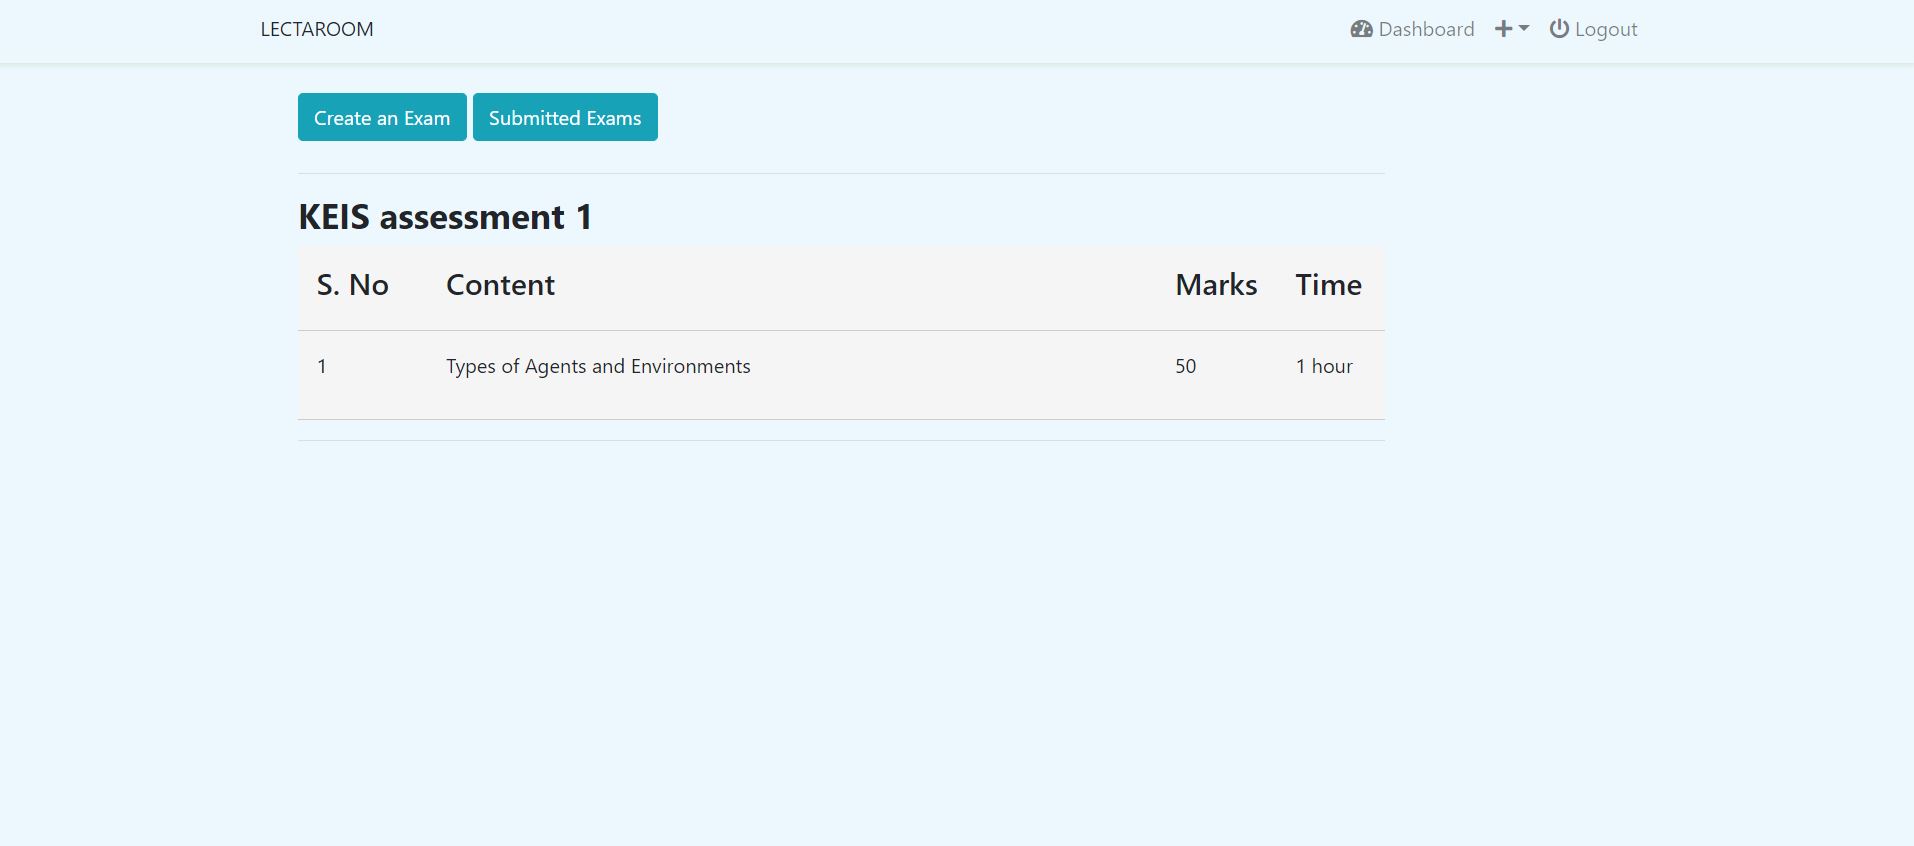 LECTAROOM Dashboard Logout
Create an Exam Submitted Exams
KEIS assessment 1
S. No Content Marks Time
1 Types of Agents and Environments 50 1 hour